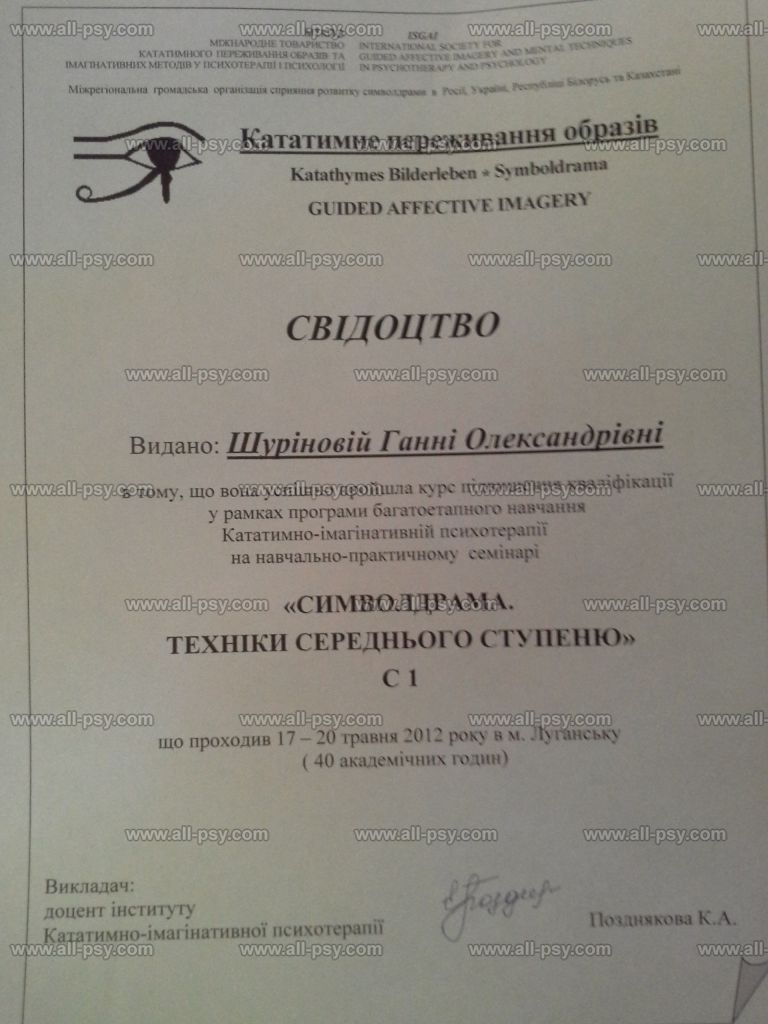 ISGAI
МІЖНАРОДНЕ ТОВАРИСТВО INTERNATIONAL SOCIETY FOR
КАТАТИМНОГО ПЕРЕЖИВАННЯ ОБРАЗІВ ТА GUIDED AFFECTIVE IMAGERY AND MENTAL TECHNIQUES
ІМАГІНАТИВНИХ МЕТОДІВ У ПСИХОТЕРАПІЇ І ПСИХОЛОГІЇ IN PSYCHOTHERAPY AND PSYCHOLOGY
Міжрегіональна громадська організація сприяння розвитку символдрами в Росії, Україні, Республіці Білорусь та Казахстані
Кататимне переживання образів
Katathymes Bilderleben * Symboldrama
GUIDED AFFECTIVE IMAGERY
СВІДОЦТВО
Видано: Шуріновій Ганні Олександрівні
в тому, що вона успішно пройшла курс підвищення кваліфікації
у рамках програми багатоетапного навчання
Кататимно-імагінативній психотерапії
на навчально-практичному семінарі
«СИМВОЛДРАМА.
ТЕХНІКИ СЕРЕДНЬОГО СТУПЕНЮ»
С 1
що проходив 17 – 20 травня 2012 року в м. Луганську
( 40 академічних годин)
Викладач:
доцент інституту
Кататимно-імагінативної психотерапії Позднякова К.А.
www.all-psy.com